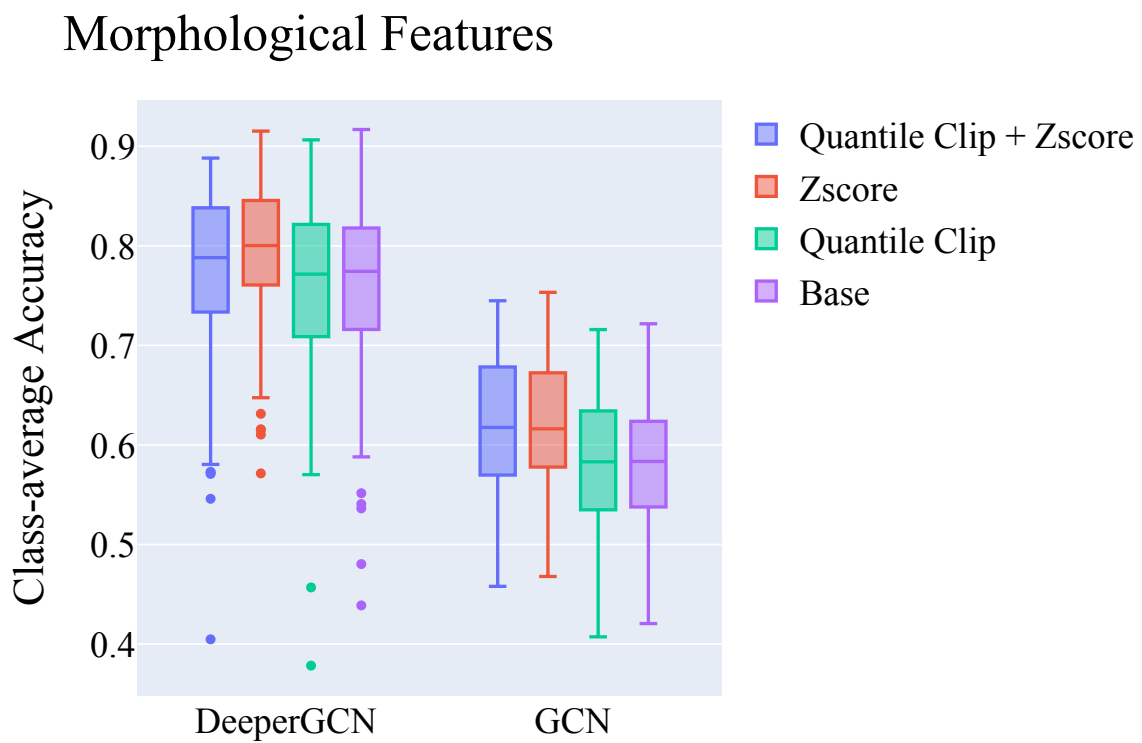 Morphological Features
Class-average Accuracy
0.9
0.8
0.7
0.6
0.5
0.4
DeeperGCN
GCN
Quantile Clip + Zscore
Zscore
Quantile Clip
Base